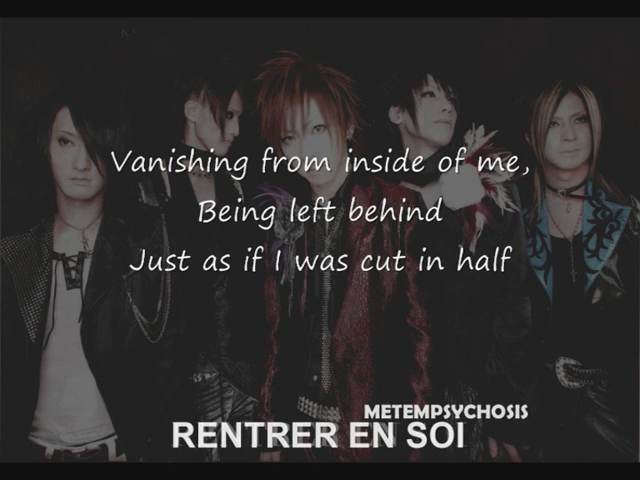 Vanishing from inside of me,
Being left behind
Just as if I was cut in half
METEMPSYCHOSIS
RENTRER EN SOI